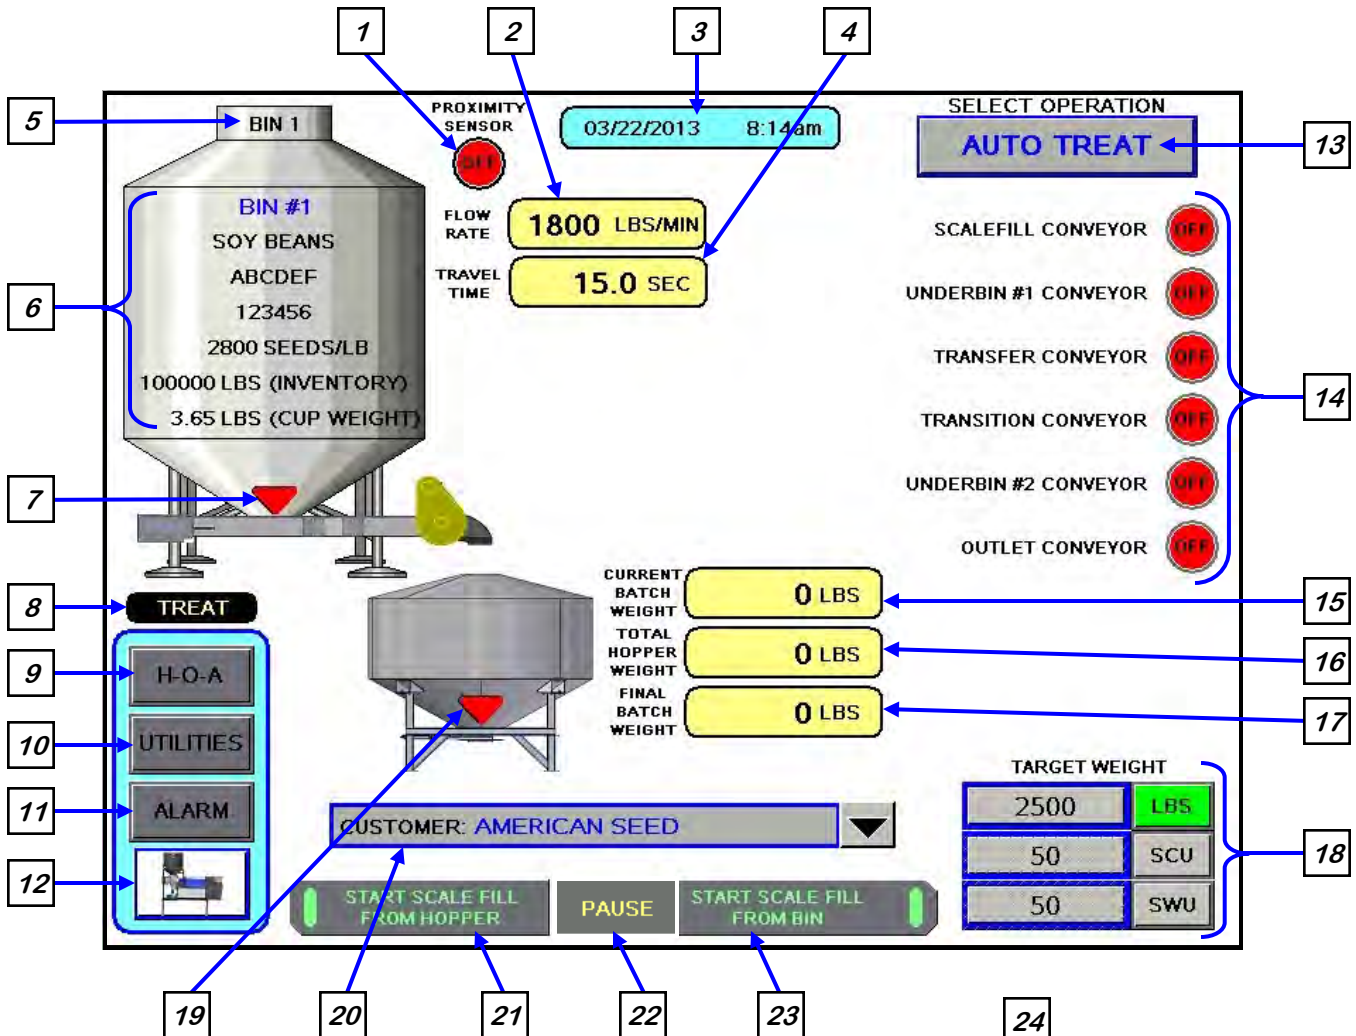 1
2
3
4
5
BIN 1
PROXIMITY
SENSOR
OFF
03/22/2013 8:14am
SELECT OPERATION
AUTO TREAT
13
6
BIN #1
SOY BEANS
ABCDEF
123456
2800 SEEDS/LB
100000 LBS (INVENTORY)
3.65 LBS (CUP WEIGHT)
FLOW
RATE
1800 LBS/MIN
TRAVEL
TIME
15.0 SEC
SCALEFILL CONVEYOR OFF
UNDERBIN #1 CONVEYOR OFF
TRANSFER CONVEYOR OFF
TRANSITION CONVEYOR OFF
UNDERBIN #2 CONVEYOR OFF
OUTLET CONVEYOR OFF
14
7
8
TREAT
9
H-O-A
10
UTILITIES
11
ALARM
12
CURRENT
BATCH
WEIGHT
0 LBS
15
TOTAL
HOPPER
WEIGHT
0 LBS
16
FINAL
BATCH
WEIGHT
0 LBS
17
TARGET WEIGHT
2500 LBS
50 SCU
50 SWU
18
CUSTOMER: AMERICAN SEED
START SCALE FILL
FROM HOPPER
PAUSE
START SCALE FILL
FROM BIN
19
20
21
22
23
24